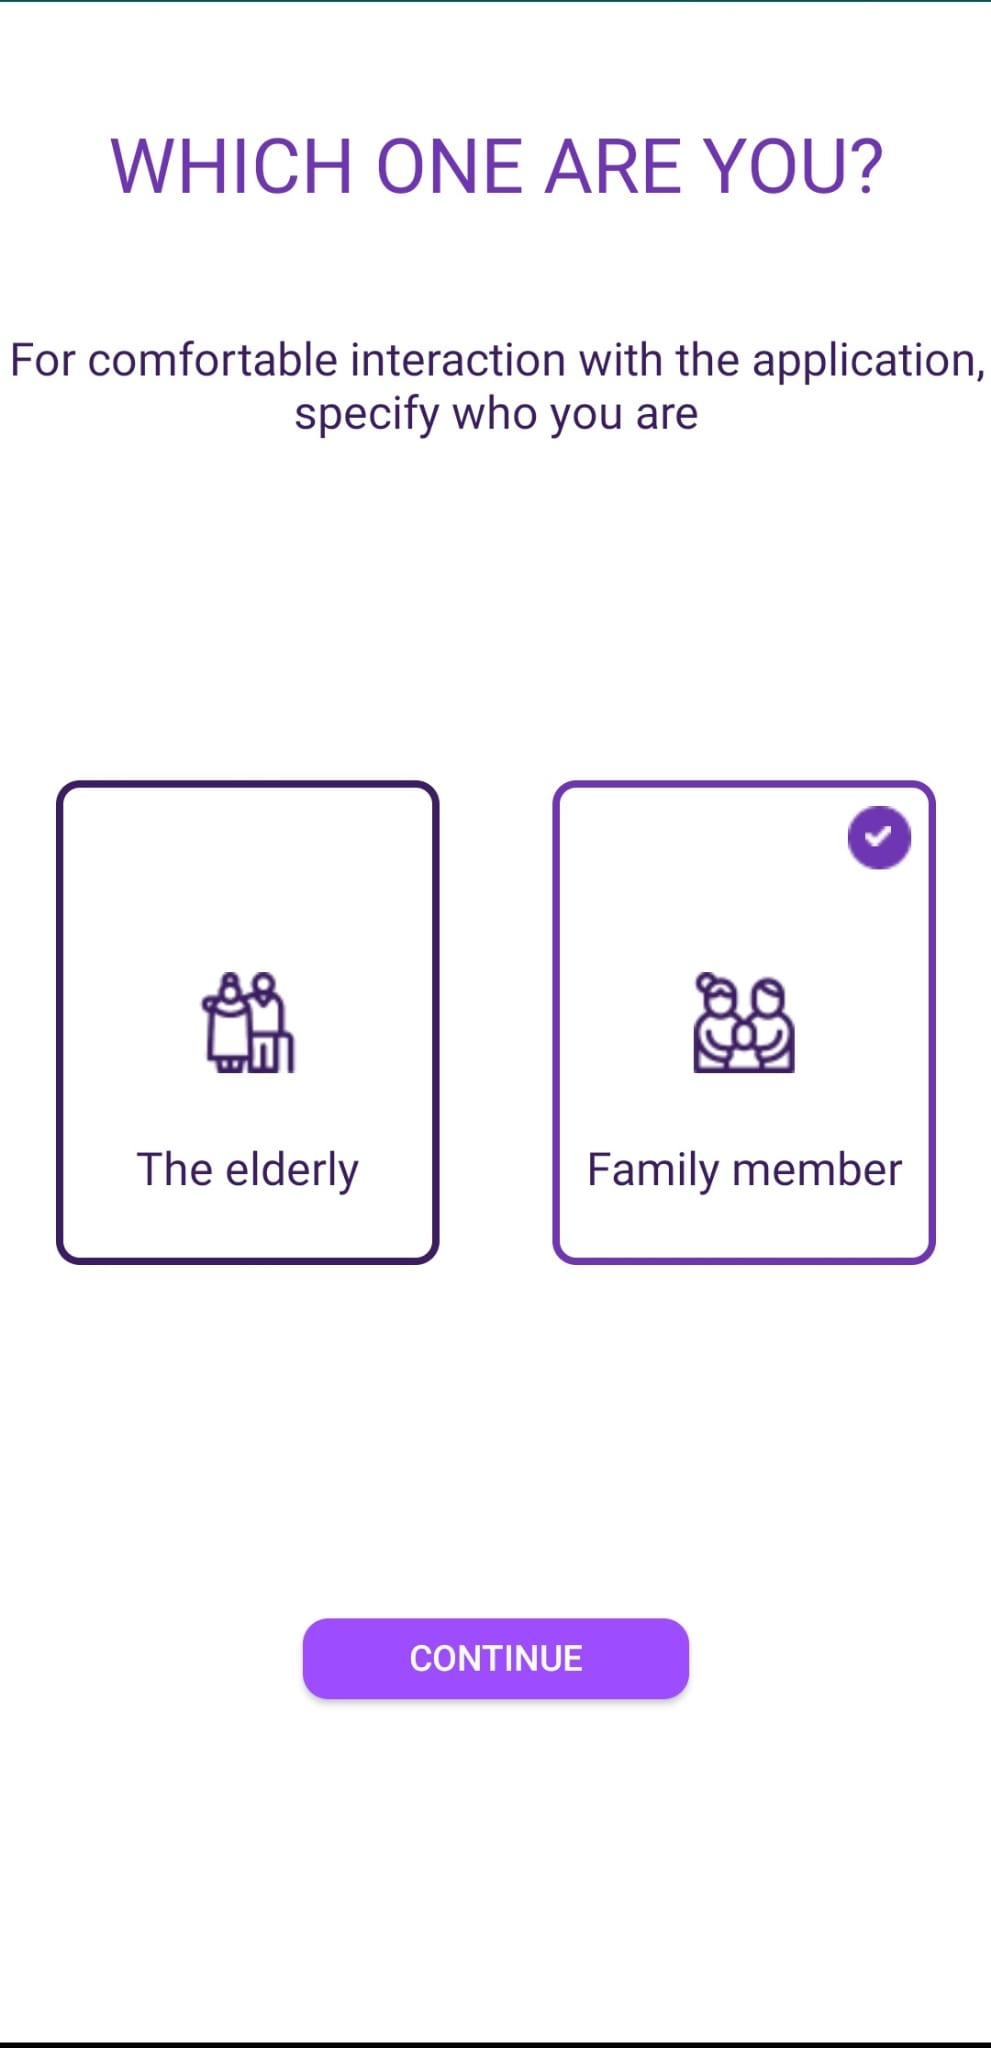 WHICH ONE ARE YOU?
For comfortable interaction with the application,
specify who you are
The elderly
Family member
CONTINUE